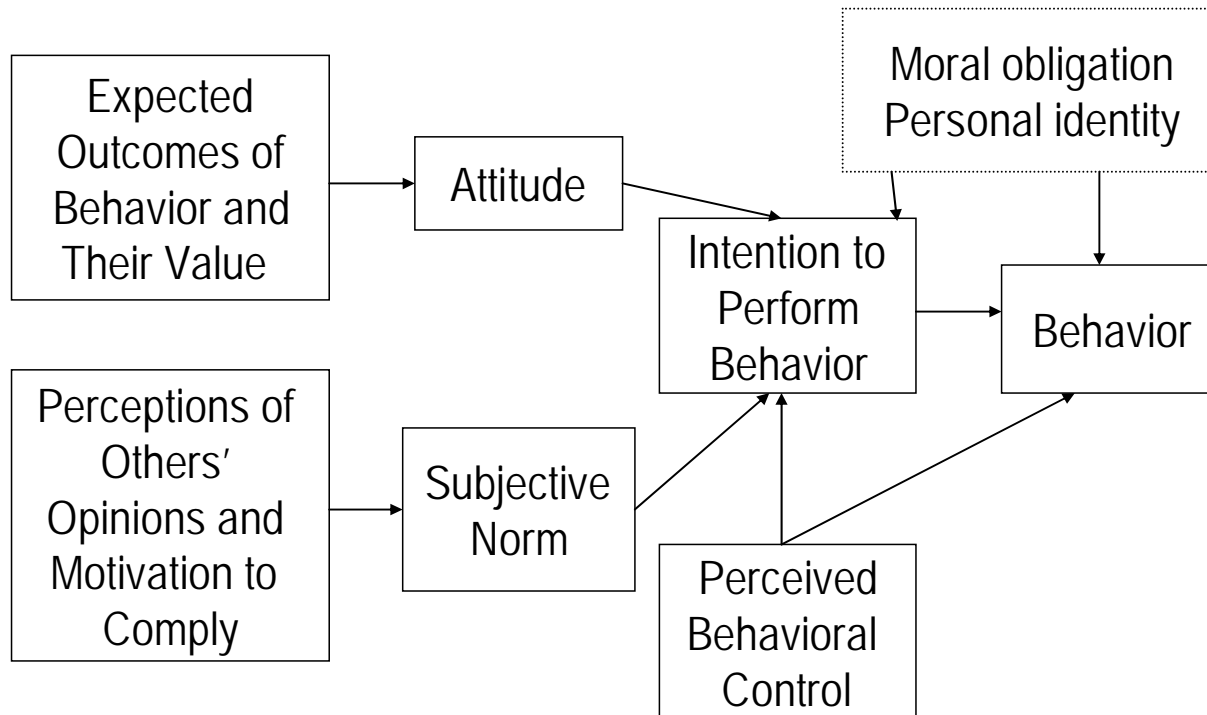 Expected
Outcomes of
Behavior and
Their Value
Attitude
Moral obligation
Personal identity
Intention to
Perform
Behavior
Behavior
Perceptions of
Others’
Opinions and
Motivation to
Comply
Subjective
Norm
Perceived
Behavioral
Control